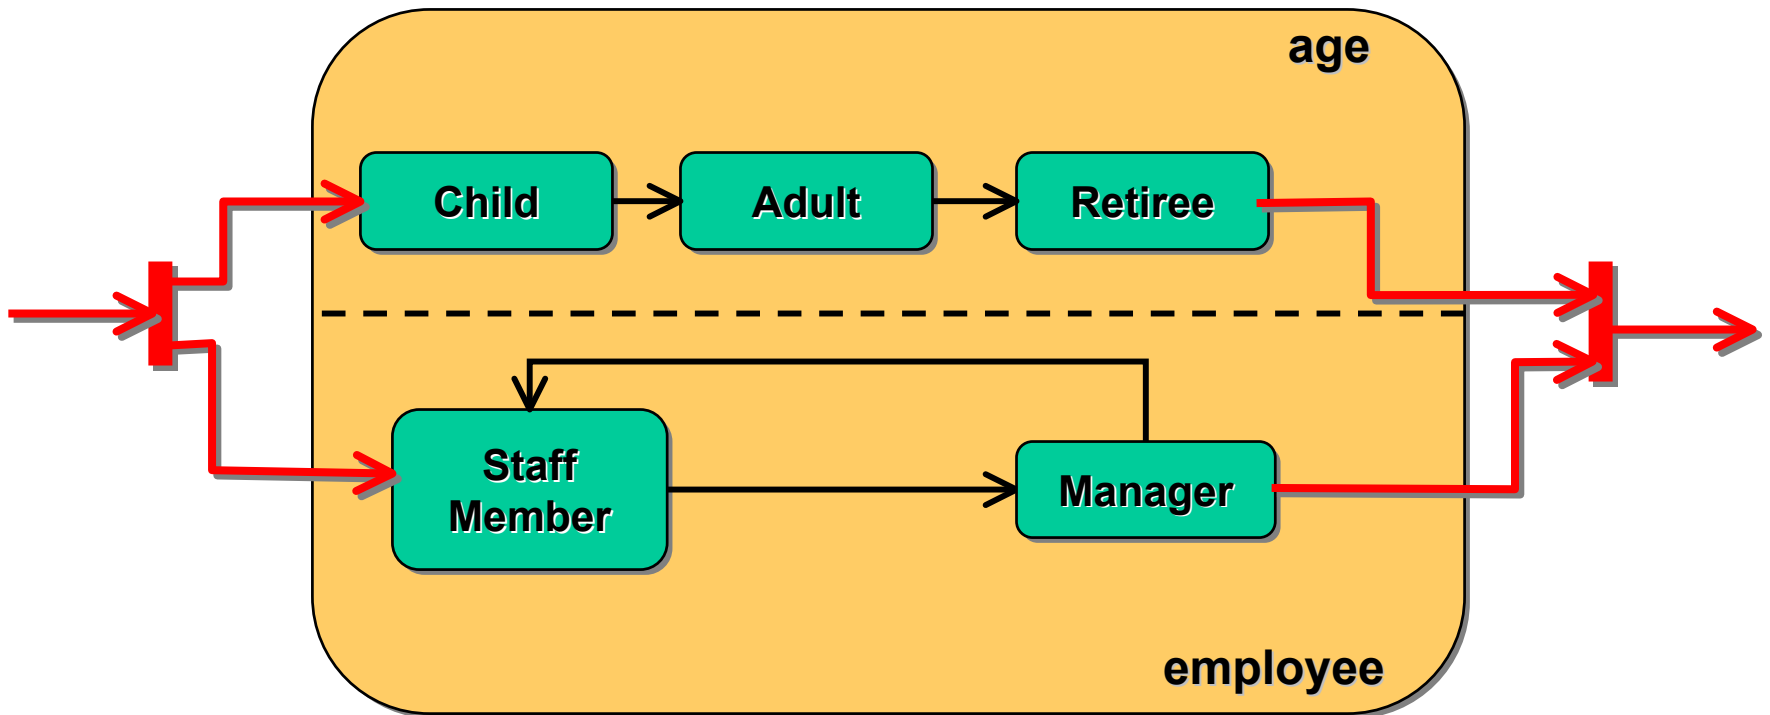 age
Child
Adult
Retiree
Staff
Member
Manager
employee